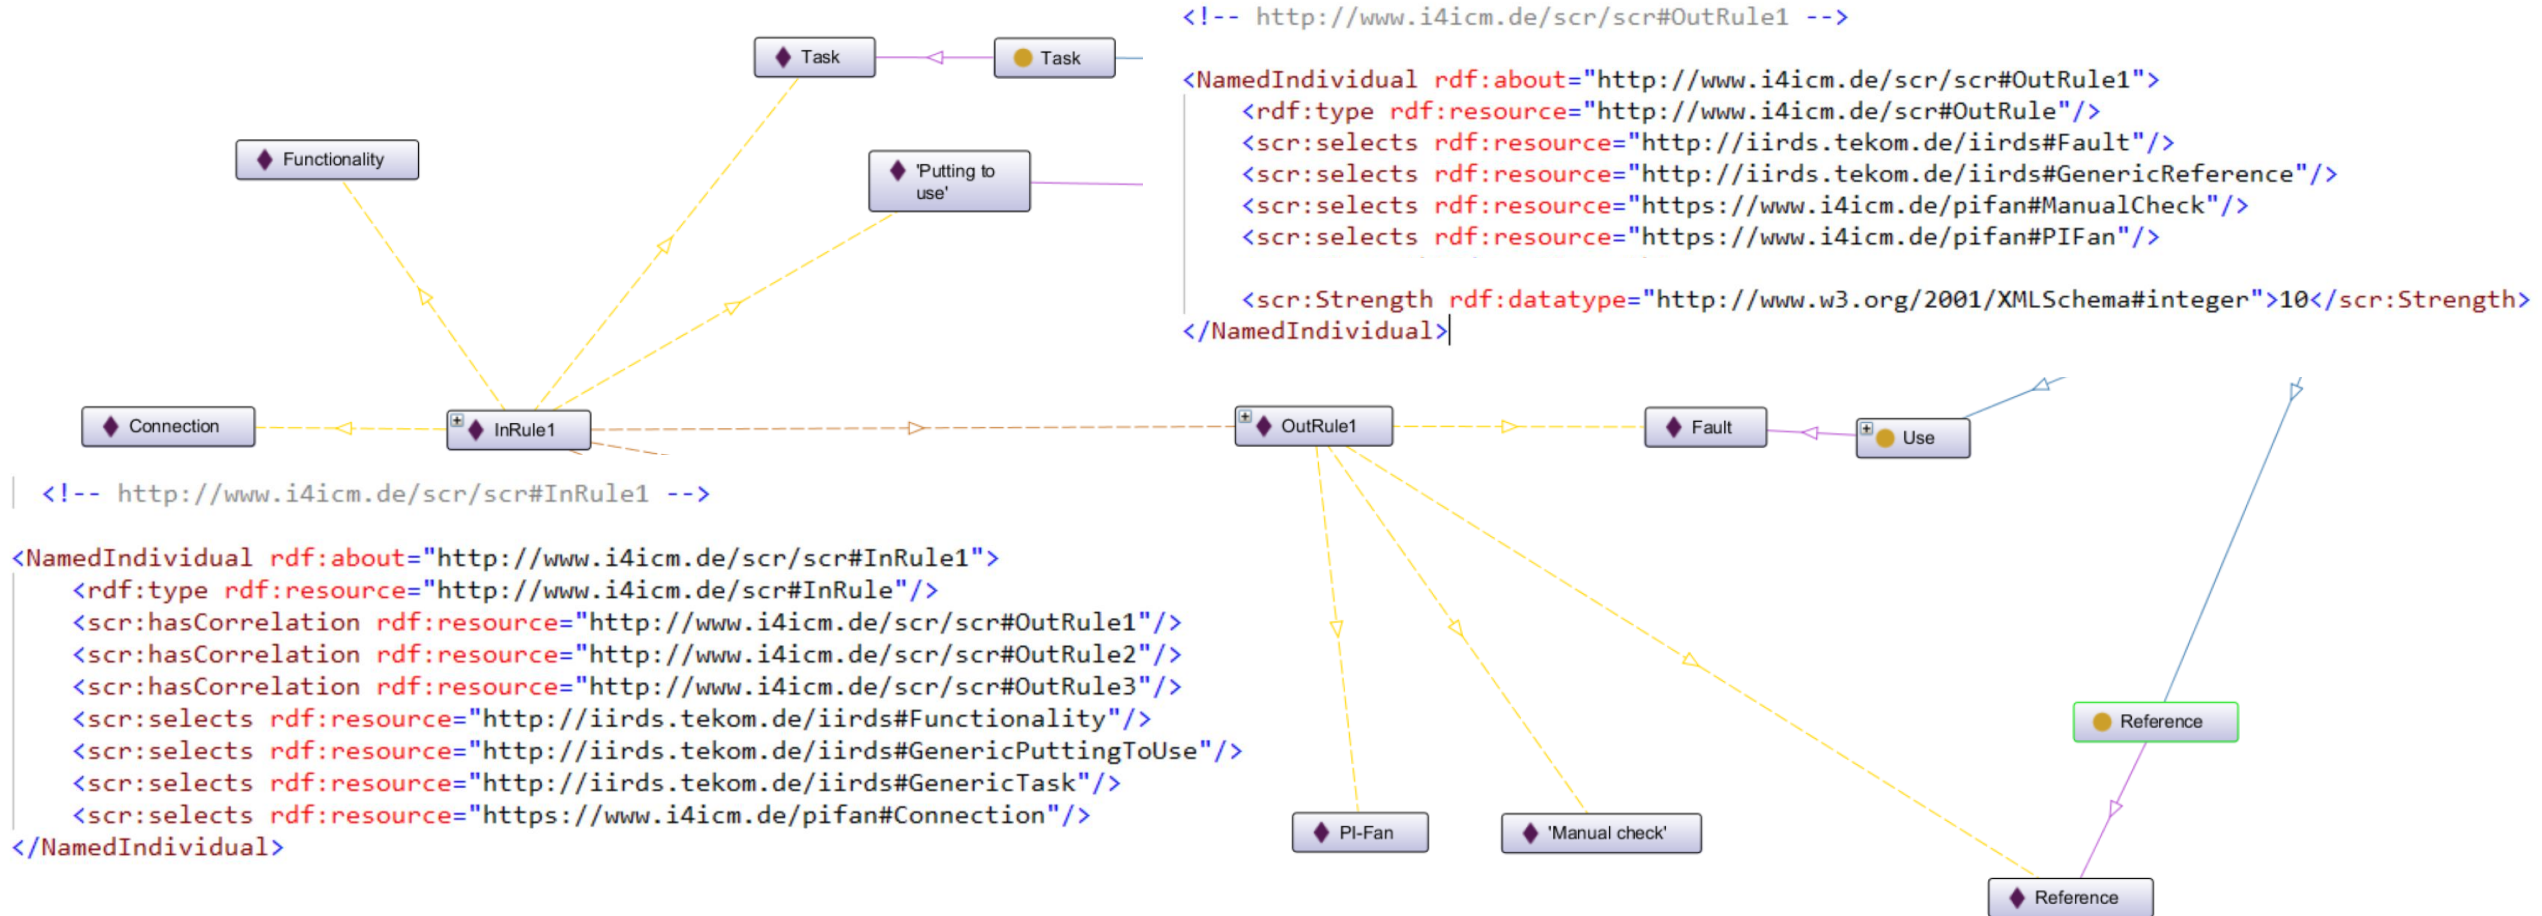 Task
Task
Functionality
'Putting to
use'
<!-- http://www.i4icm.de/scr/scr#OutRule1 -->
<NamedIndividual rdf:about="http://www.i4icm.de/scr/scr#OutRule1">
<rdf:type rdf:resource="http://www.i4icm.de/scr#OutRule"/>
<scr:selects rdf:resource="http://iirds.tekom.de/iirds#Fault"/>
<scr:selects rdf:resource="http://iirds.tekom.de/iirds#GenericReference"/>
<scr:selects rdf:resource="https://www.i4icm.de/pifan#ManualCheck"/>
<scr:selects rdf:resource="https://www.i4icm.de/pifan#PIFan"/>
<scr:Strength rdf:datatype="http://www.w3.org/2001/XMLSchema#integer">10</scr:Strength>
</NamedIndividual>
Connection
InRule1
OutRule1
Fault
Use
<!-- http://www.i4icm.de/scr/scr#InRule1 -->
<NamedIndividual rdf:about="http://www.i4icm.de/scr/scr#InRule1">
<rdf:type rdf:resource="http://www.i4icm.de/scr#InRule"/>
<scr:hasCorrelation rdf:resource="http://www.i4icm.de/scr/scr#OutRule1"/>
<scr:hasCorrelation rdf:resource="http://www.i4icm.de/scr/scr#OutRule2"/>
<scr:hasCorrelation rdf:resource="http://www.i4icm.de/scr/scr#OutRule3"/>
<scr:selects rdf:resource="http://iirds.tekom.de/iirds#Functionality"/>
<scr:selects rdf:resource="http://iirds.tekom.de/iirds#GenericPuttingToUse"/>
<scr:selects rdf:resource="http://iirds.tekom.de/iirds#GenericTask"/>
<scr:selects rdf:resource="https://www.i4icm.de/pifan#Connection"/>
</NamedIndividual>
Reference
PI-Fan
'Manual check'
Reference